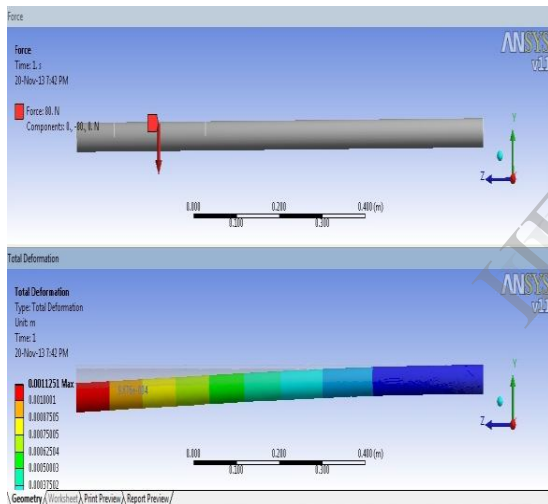 Force
Force
Time: 1. s
20-Nov-13 7:42 PM
Force: 80. N
Components: 0., -80., 0. N
ANSYS
v11
Y
Z
0.000
0.200
0.400 (m)
0.100
0.300
Total Deformation
Total Deformation
Type: Total Deformation
Unit: m
Time: 1
20-Nov-13 7:42 PM
0.0011251 Max
0.0010001
0.00087505
0.00075005
0.00062504
0.00050003
0.00037502
ANSYS
v11
Y
Z
0.000
0.200
0.400 (m)
0.100
0.300
Geometry Worksheet Print Preview Report Preview